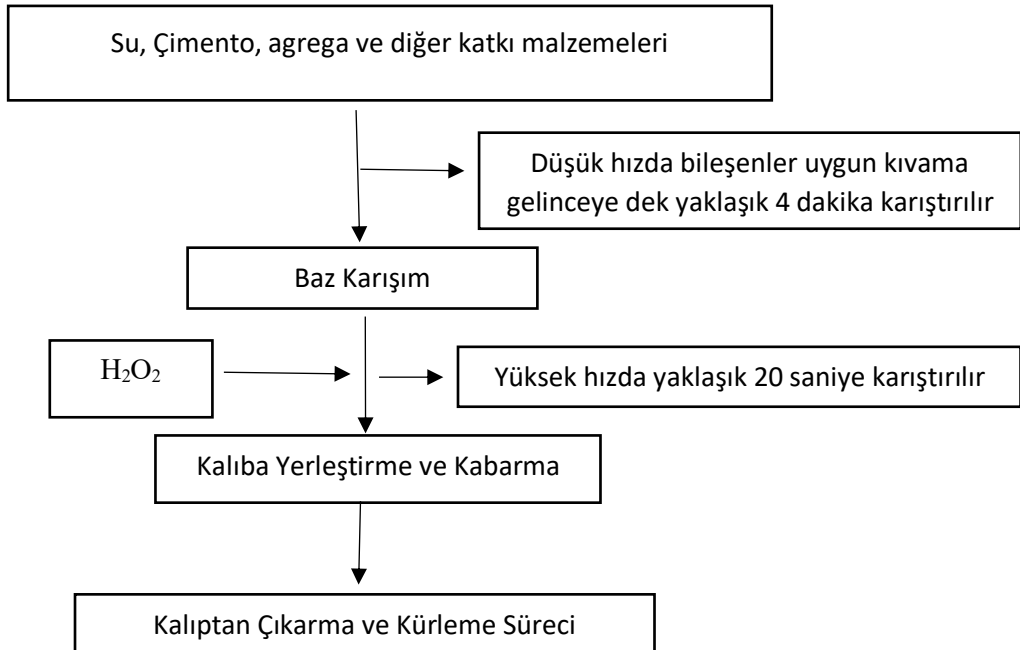 Su, Çimento, agrega ve diğer katkı malzemeleri
Düşük hızda bileşenler uygun kıvama
gelinceye dek yaklaşık 4 dakika karıştırılır
Baz Karışım
H₂O₂
Yüksek hızda yaklaşık 20 saniye karıştırılır
Kalıba Yerleştirme ve Kabarma
Kalıptan Çıkarma ve Kürleme Süreci